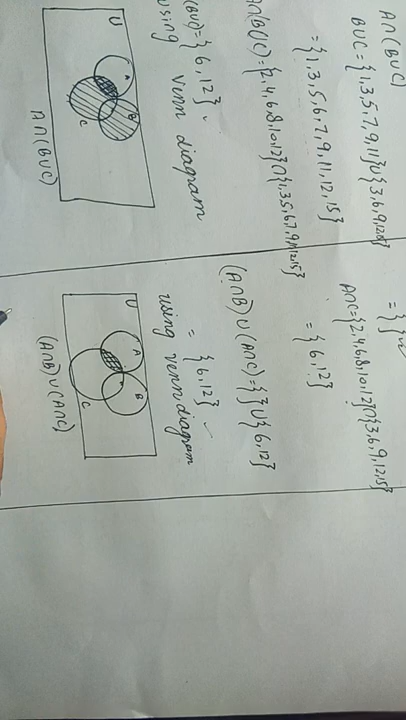 A∩(B∪C)
B∪C={1,3,5,7,9,11}∪{3,6,9,12,15}
={1,3,5,6,7,9,11,12,15}
A∩(B∪C)={2,4,6,8,10,12}∩{1,3,5,6,7,9,11,12,15}
(B∪C)={6,12}
using venn diagram
U
A
B
C
A∩(B∪C)
={ }
A∩C={2,4,6,8,10,12}∩{3,6,9,12,15}
={6,12}
(A∩B)∪(A∩C)={ }∪{6,12}
={6,12}
using venn diagram
U
A
B
C
(A∩B)∪(A∩C)